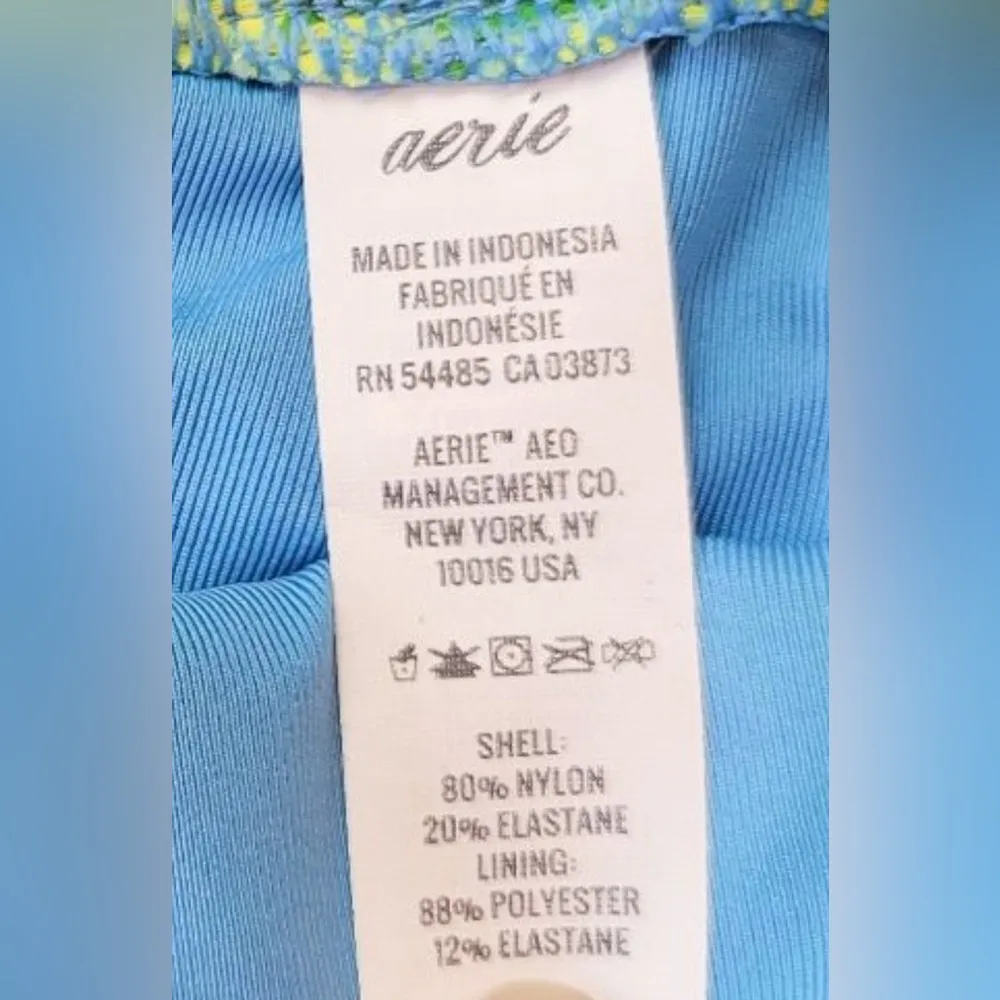 aerie
MADE IN INDONESIA
FABRIQUÉ EN
INDONÉSIE
RN 54485 CA 03873
AERIE™ AEO
MANAGEMENT CO.
NEW YORK, NY
10016 USA
SHELL:
80% NYLON
20% ELASTANE
LINING:
88% POLYESTER
12% ELASTANE